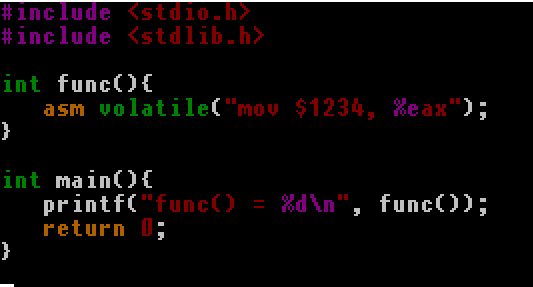 #include <stdio.h>
#include <stdlib.h>
int func(){
asm volatile("mov $1234, %eax");
}
int main(){
printf("func() = %d\n", func());
return 0;
}